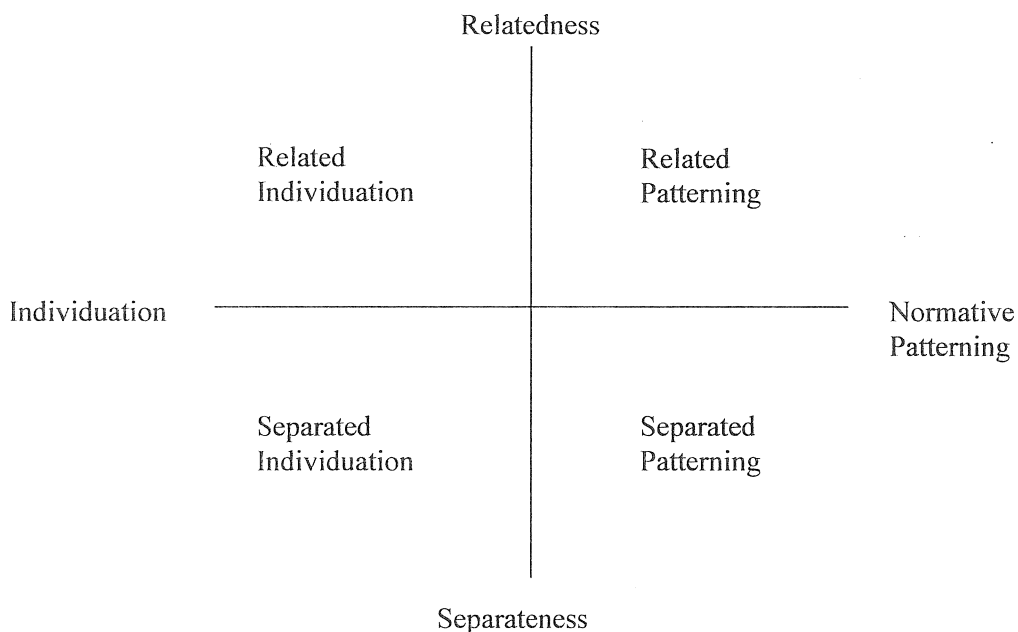 Relatedness
Related
Individuation
Related
Patterning
Individuation
Normative
Patterning
Separated
Individuation
Separated
Patterning
Separateness